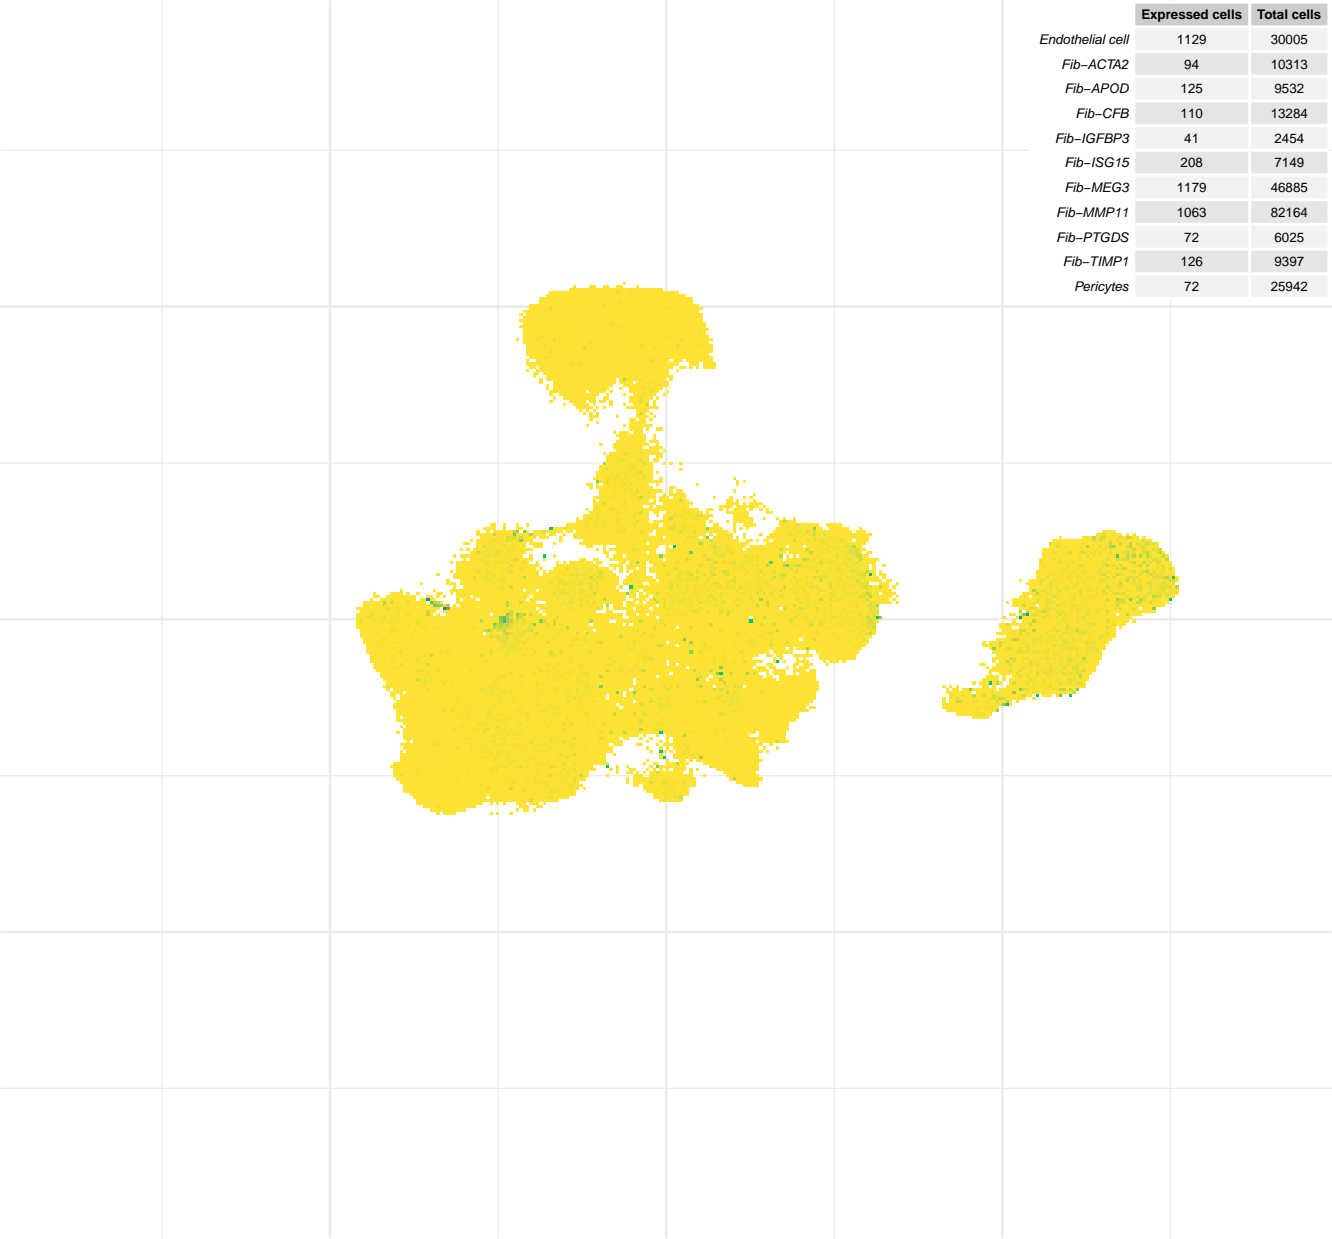 Expressed cells Total cells
Endothelial cell 1129 30005
Fib−ACTA2 94 10313
Fib−APOD 125 9532
Fib−CFB 110 13284
Fib−IGFBP3 41 2454
Fib−ISG15 208 7149
Fib−MEG3 1179 46885
Fib−MMP11 1063 82164
Fib−PTGDS 72 6025
Fib−TIMP1 126 9397
Pericytes 72 25942